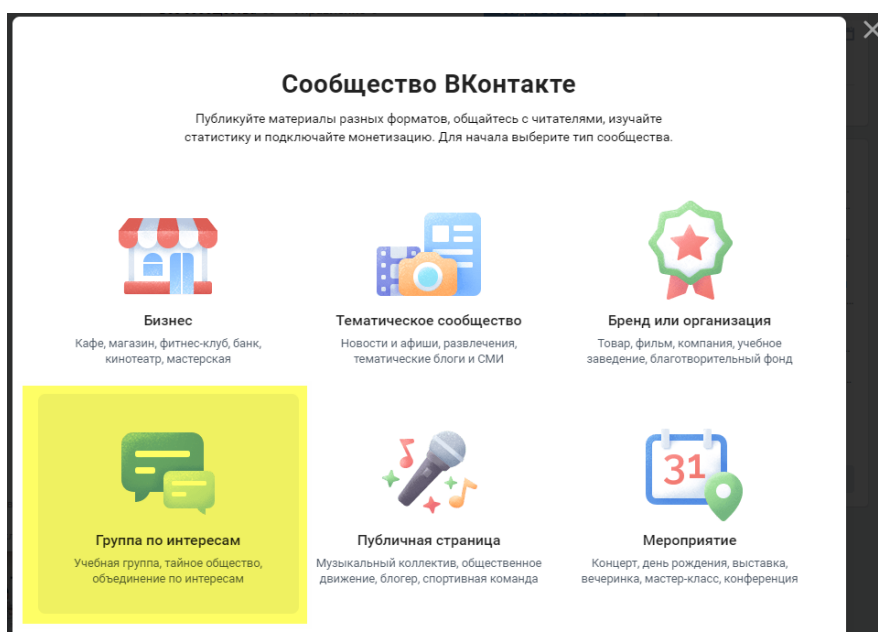 Сообщество ВКонтакте
Публикуйте материалы разных форматов, общайтесь с читателями, изучайте
статистику и подключайте монетизацию. Для начала выберите тип сообщества.
Бизнес
Кафе, магазин, фитнес-клуб, банк,
кинотеатр, мастерская
Тематическое сообщество
Новости и афиши, развлечения,
тематические блоги и СМИ
Бренд или организация
Товар, фильм, компания, учебное
заведение, благотворительный фонд
Группа по интересам
Учебная группа, тайное общество,
объединение по интересам
Публичная страница
Музыкальный коллектив, общественное
движение, блогер, спортивная команда
31
Мероприятие
Концерт, день рождения, выставка,
вечеринка, мастер-класс, конференция